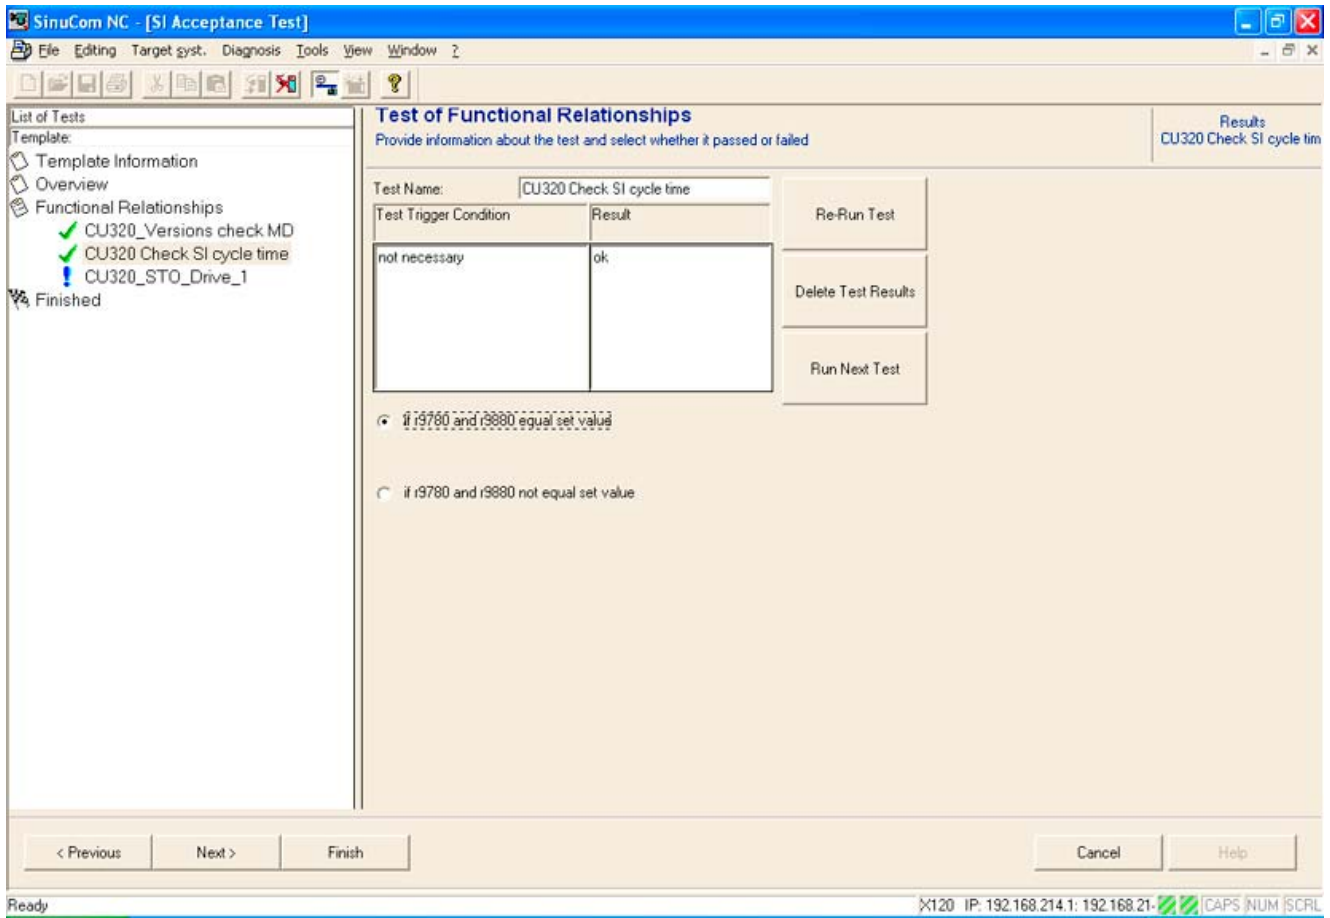 SinuCom NC - [SI Acceptance Test]
File Editing Target syst. Diagnosis Tools View Window ?
List of Tests
Template:
Template Information
Overview
Functional Relationships
CU320_Versions check MD
CU320 Check SI cycle time
CU320_STO_Drive_1
Finished
Test of Functional Relationships
Provide information about the test and select whether it passed or failed
Results
CU320 Check SI cycle tim
Test Name: CU320 Check SI cycle time
Test Trigger Condition Result
not necessary ok
Re-Run Test
Delete Test Results
Run Next Test
if r9780 and r9880 equal set value
if r9780 and r9880 not equal set value
< Previous Next > Finish Cancel Help
Ready X120 IP: 192.168.214.1: 192.168.21- CAPS NUM SCRL